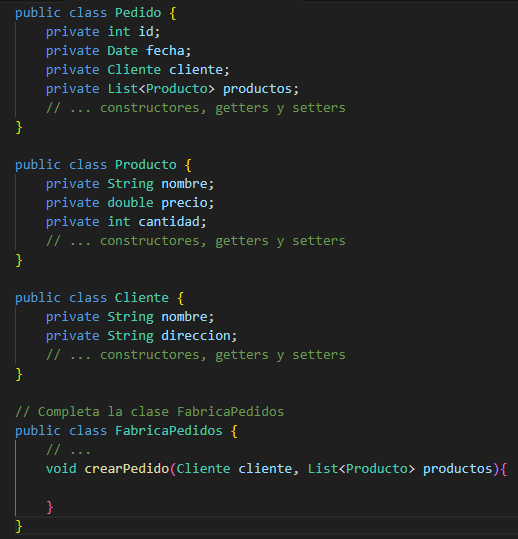 public class Pedido {
    private int id;
    private Date fecha;
    private Cliente cliente;
    private List<Producto> productos;
    // ... constructores, getters y setters
}

public class Producto {
    private String nombre;
    private double precio;
    private int cantidad;
    // ... constructores, getters y setters
}

public class Cliente {
    private String nombre;
    private String direccion;
    // ... constructores, getters y setters
}

// Completa la clase FabricaPedidos
public class FabricaPedidos {
    // ...
    void crearPedido(Cliente cliente, List<Producto> productos){

    }
}